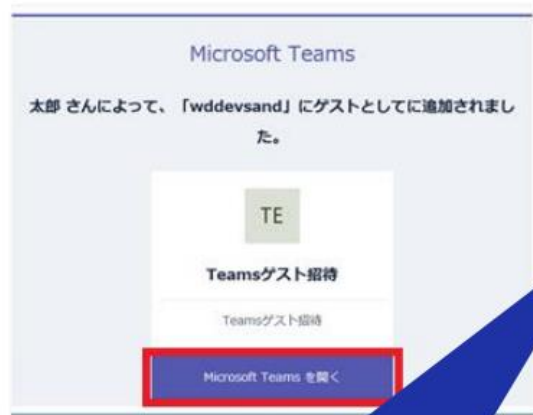 Microsoft Teams
太郎 さんによって、「wddevsand」にゲストとしてに追加されまし
た。
TE
Teamsゲスト招待
Teamsゲスト招待
Microsoft Teams を開く